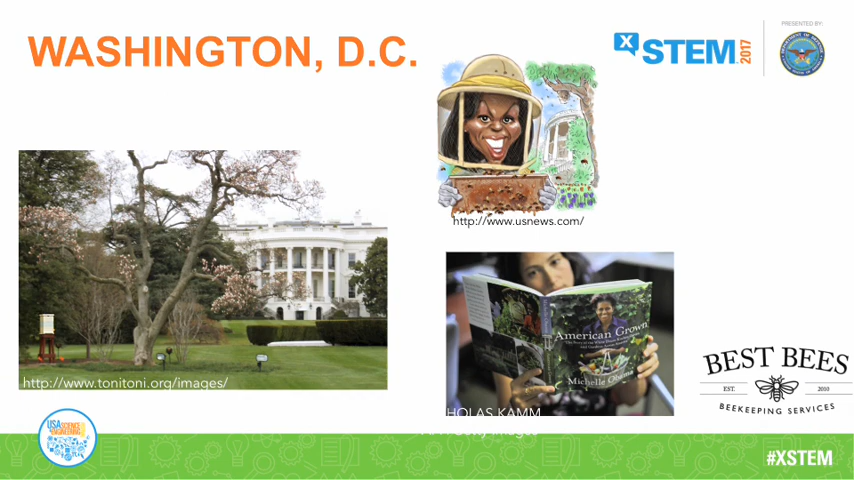 WASHINGTON, D.C.
X
STEM
2017
PRESENTED BY:
http://www.usnews.com/
American Grown
Michelle Obama
BEST BEES
EST. 2010
BEEKEEPING SERVICES
http://www.tonitoni.org/images/
HOLAS KAMM
USA SCIENCE
ENGINEERING
#XSTEM